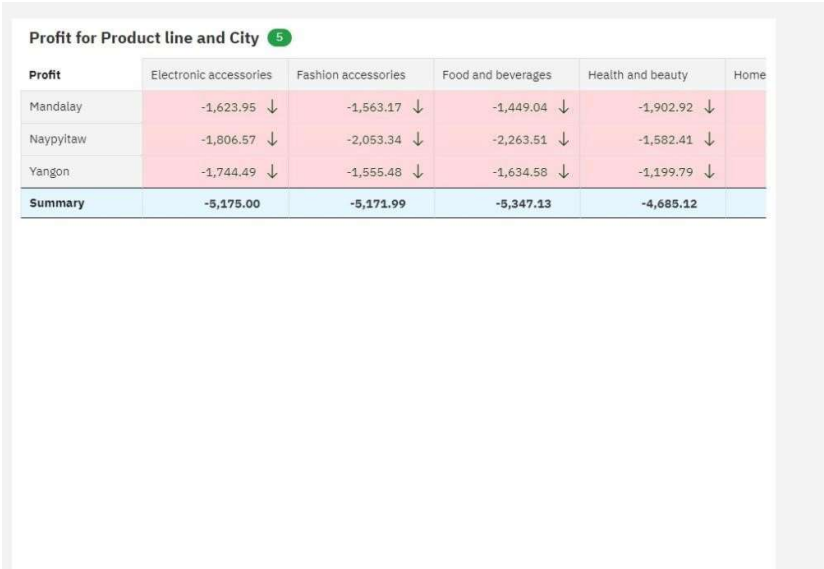 Profit for Product line and City 5
Profit Electronic accessories Fashion accessories Food and beverages Health and beauty Home
Mandalay -1,623.95 ↓ -1,563.17 ↓ -1,449.04 ↓ -1,902.92 ↓
Naypyitaw -1,806.57 ↓ -2,053.34 ↓ -2,263.51 ↓ -1,582.41 ↓
Yangon -1,744.49 ↓ -1,555.48 ↓ -1,634.58 ↓ -1,199.79 ↓
Summary -5,175.00 -5,171.99 -5,347.13 -4,685.12